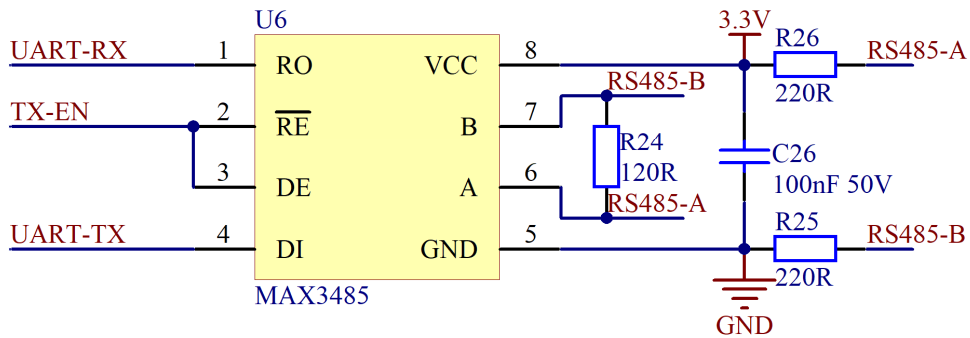 U6
3.3V
R26
UART-RX
1
RO
VCC
8
RS485-A
220R
RS485-B
TX-EN
2
RE
B
7
R24
120R
C26
100nF 50V
3
DE
A
6
RS485-A
R25
UART-TX
4
DI
GND
5
RS485-B
220R
MAX3485
GND